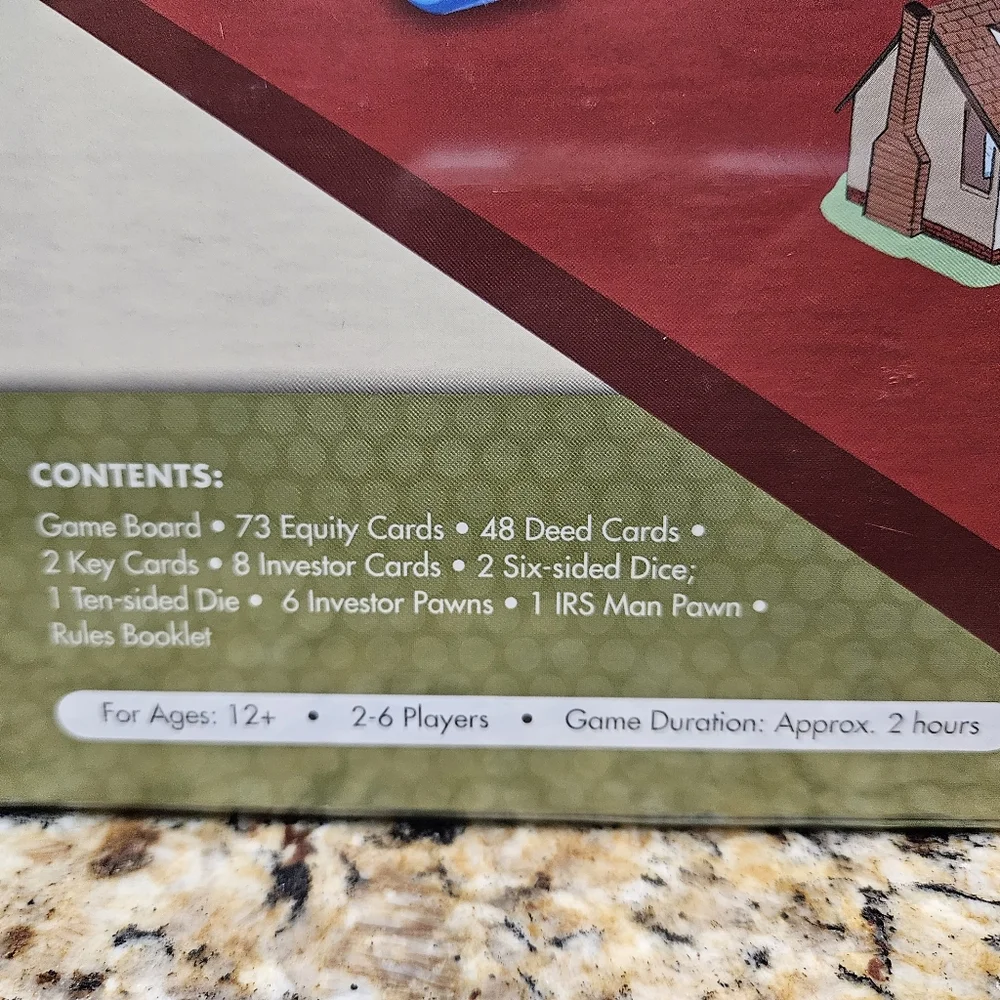 CONTENTS:
Game Board • 73 Equity Cards • 48 Deed Cards •
2 Key Cards • 8 Investor Cards • 2 Six-sided Dice;
1 Ten-sided Die • 6 Investor Pawns • 1 IRS Man Pawn •
Rules Booklet
For Ages: 12+ • 2-6 Players • Game Duration: Approx. 2 hours